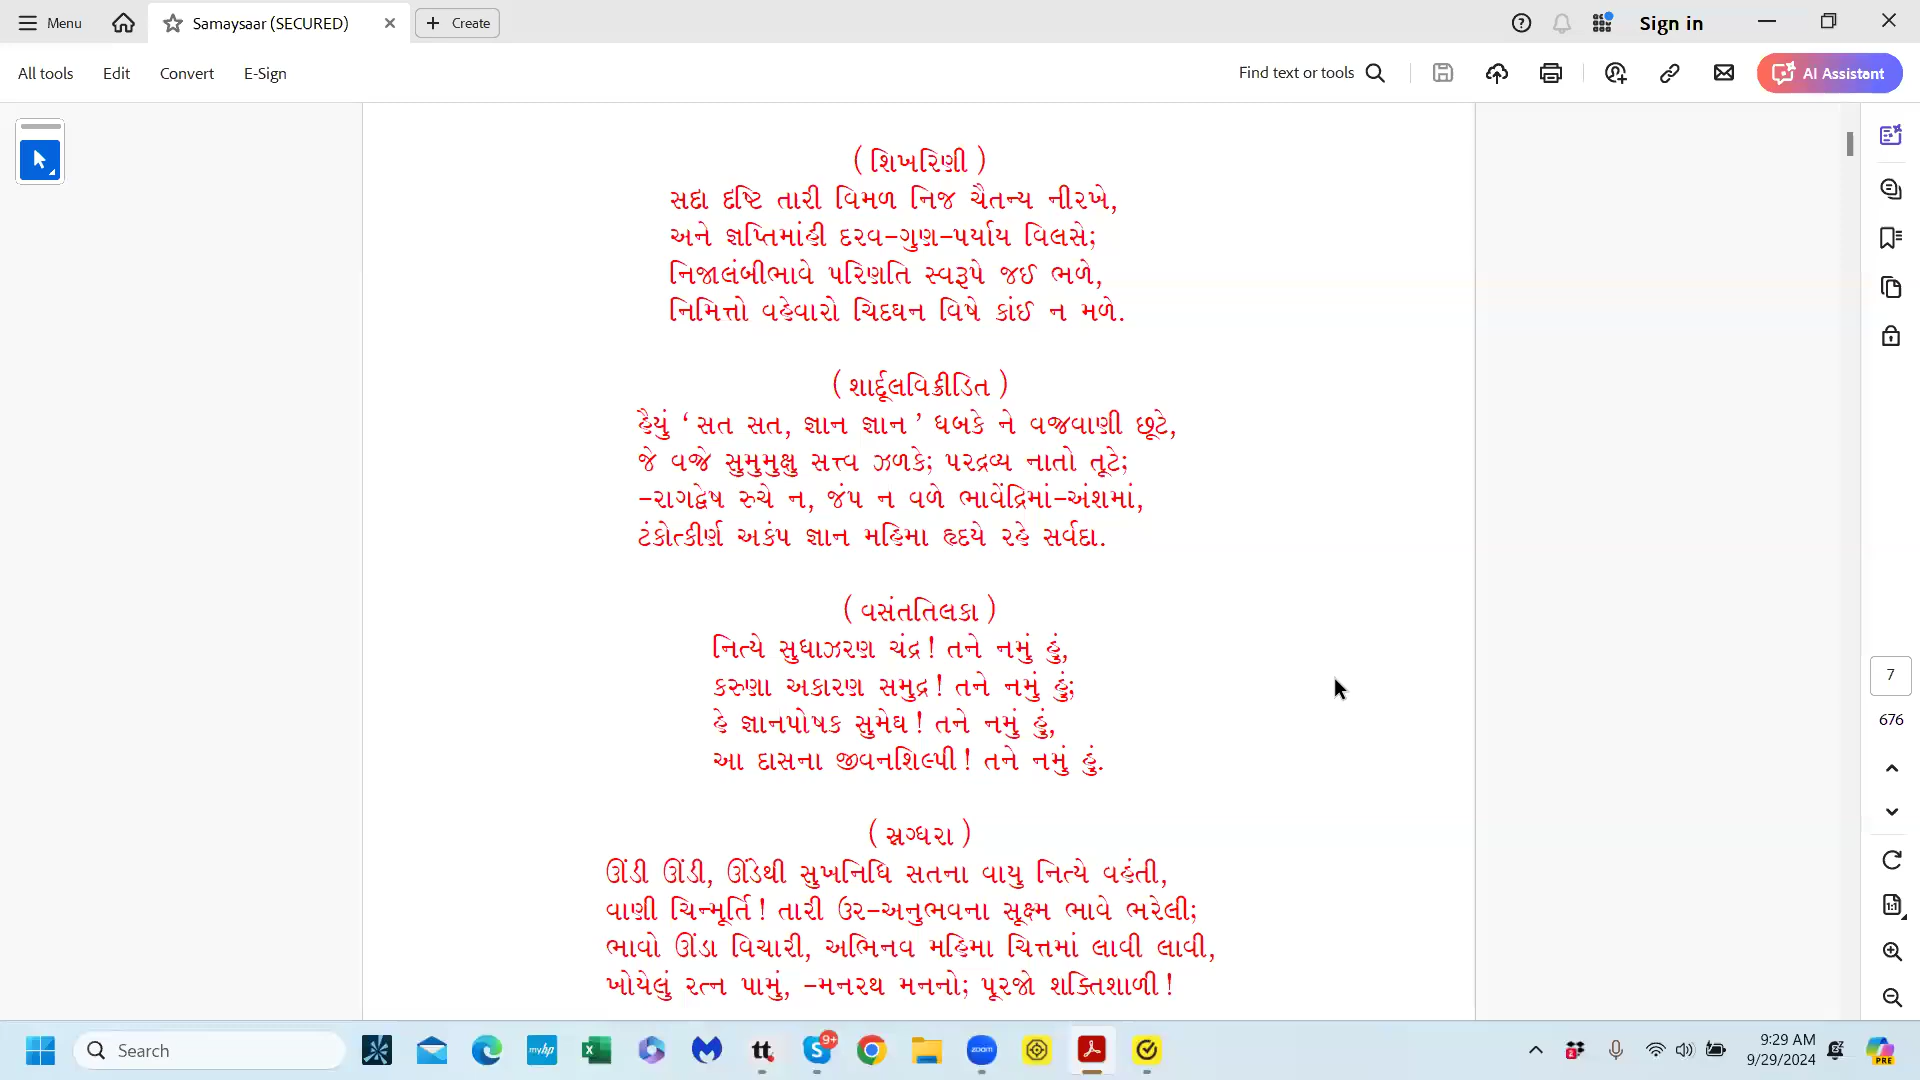 Menu
Samaysaar (SECURED)
Create
Sign in
All tools
Edit
Convert
E-Sign
Find text or tools
AI Assistant
( શિખરિણી )
સદા દષ્ટિ તારી વિમળ નિજ ચૈતન્ય નીરખે,
અને જ્ઞપ્તિમાંહી દરવ-ગુણ-પર્યાય વિલસે;
નિજાલંબીભાવે પરિણતિ સ્વરૂપે જઈ ભળે,
નિમિત્તો વહેવારો ચિદઘન વિષે કાંઈ ન મળે.
( શાર્દૂલવિક્રીડિત )
હૈયું ‘ સત સત, જ્ઞાન જ્ઞાન ’ ધબકે ને વજ્રવાણી છૂટે,
જે વજ્રે સુમુમુક્ષુ સત્ત્વ ઝળકે; પરદ્રવ્ય નાતો તૂટે;
-રાગદ્વેષ રુચે ન, જંપ ન વળે ભાવેંદ્રિમાં-અંશમાં,
ટંકોત્કીર્ણ અકંપ જ્ઞાન મહિમા હૃદયે રહે સર્વદા.
( વસંતતિલકા )
નિત્યે સુધાઝરણ ચંદ્ર! તને નમું હું,
કરુણા અકારણ સમુદ્ર! તને નમું હું;
હે જ્ઞાનપોષક સુમેઘ! તને નમું હું,
આ દાસના જીવનશિલ્પી! તને નમું હું.
( સ્રગ્ધરા )
ઊંડી ઊંડી, ઊંડેથી સુખનિધિ સતના વાયુ નિત્યે વહંતી,
વાણી ચિન્મૂર્તિ! તારી ઉર-અનુભવના સૂક્ષ્મ ભાવે ભરેલી;
ભાવો ઊંડા વિચારી, અભિનવ મહિમા ચિત્તમાં લાવી લાવી,
ખોયેલું રત્ન પામું, -મનરથ મનનો; પૂરજો શક્તિશાળી!
7
676
Search
9:29 AM
9/29/2024